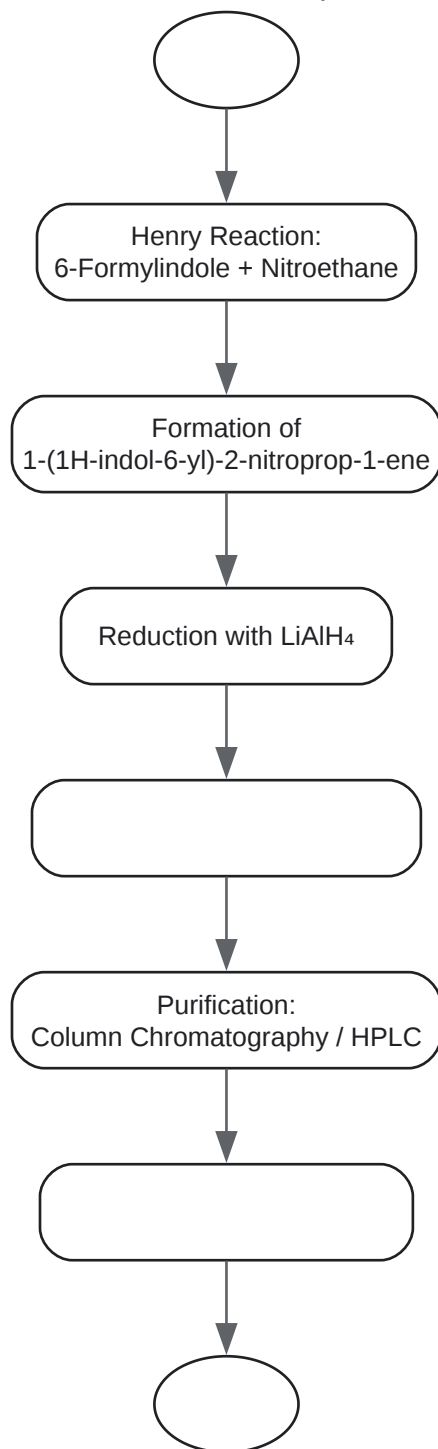 Henry Reaction:
6-Formylindole + Nitroethane
Formation of
1-(1H-indol-6-yl)-2-nitroprop-1-ene
Reduction with LiAlH₄
Purification:
Column Chromatography / HPLC